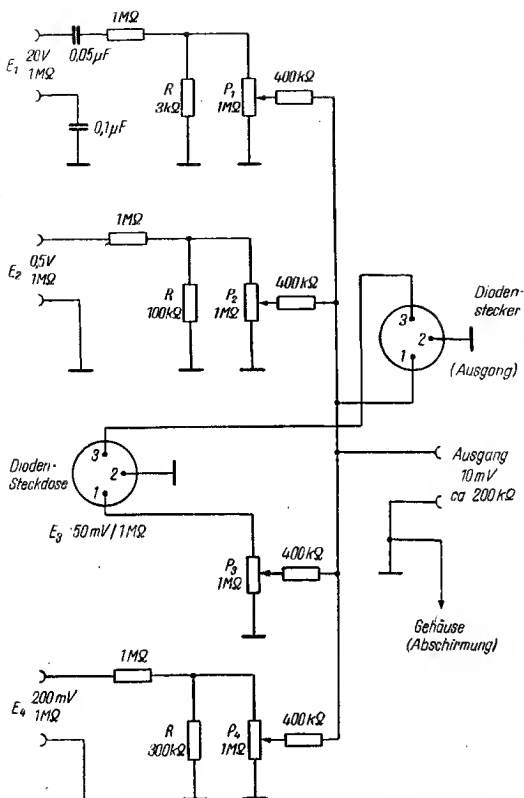 1MΩ
E₁ 20V
1MΩ
0,05µF
0,1µF
R
3kΩ
P₁
1MΩ
400kΩ
1MΩ
E₂ 0,5V
1MΩ
R
100kΩ
P₂
1MΩ
400kΩ
3
2
1
Dioden-
stecker
(Ausgang)
Dioden-
Steckdose
3
2
1
E₃ 50mV/1MΩ
Ausgang
10mV
ca 200kΩ
P₃
1MΩ
400kΩ
Gehäuse
(Abschirmung)
1MΩ
E₄ 200mV
1MΩ
R
300kΩ
P₄
1MΩ
400kΩ